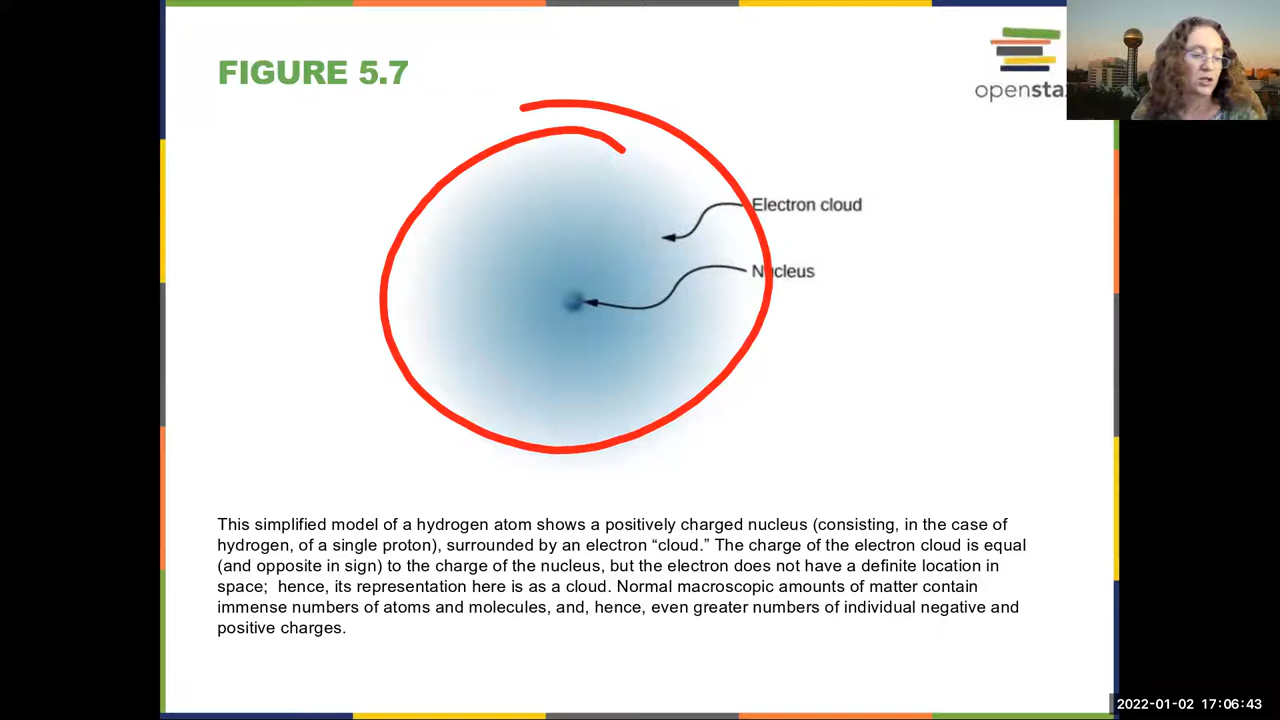 FIGURE 5.7
openstax
Electron cloud
Nucleus
This simplified model of a hydrogen atom shows a positively charged nucleus (consisting, in the case of
hydrogen, of a single proton), surrounded by an electron “cloud.” The charge of the electron cloud is equal
(and opposite in sign) to the charge of the nucleus, but the electron does not have a definite location in
space;  hence, its representation here is as a cloud. Normal macroscopic amounts of matter contain
immense numbers of atoms and molecules, and, hence, even greater numbers of individual negative and
positive charges.
2022-01-02 17:06:43